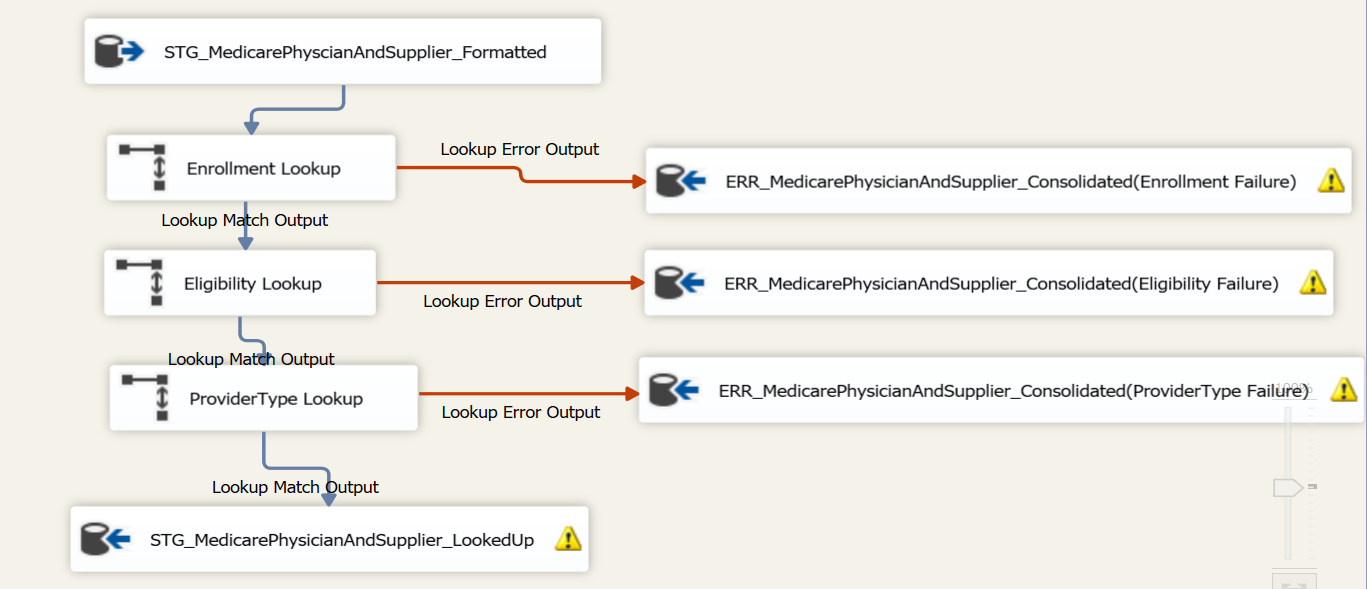 STG_MedicarePhyscianAndSupplier_Formatted
Enrollment Lookup
Lookup Error Output
ERR_MedicarePhysicianAndSupplier_Consolidated(Enrollment Failure)
Lookup Match Output
Eligibility Lookup
Lookup Error Output
ERR_MedicarePhysicianAndSupplier_Consolidated(Eligibility Failure)
Lookup Match Output
ProviderType Lookup
Lookup Error Output
ERR_MedicarePhysicianAndSupplier_Consolidated(ProviderType Failure)
100%
Lookup Match Output
STG_MedicarePhysicianAndSupplier_LookedUp